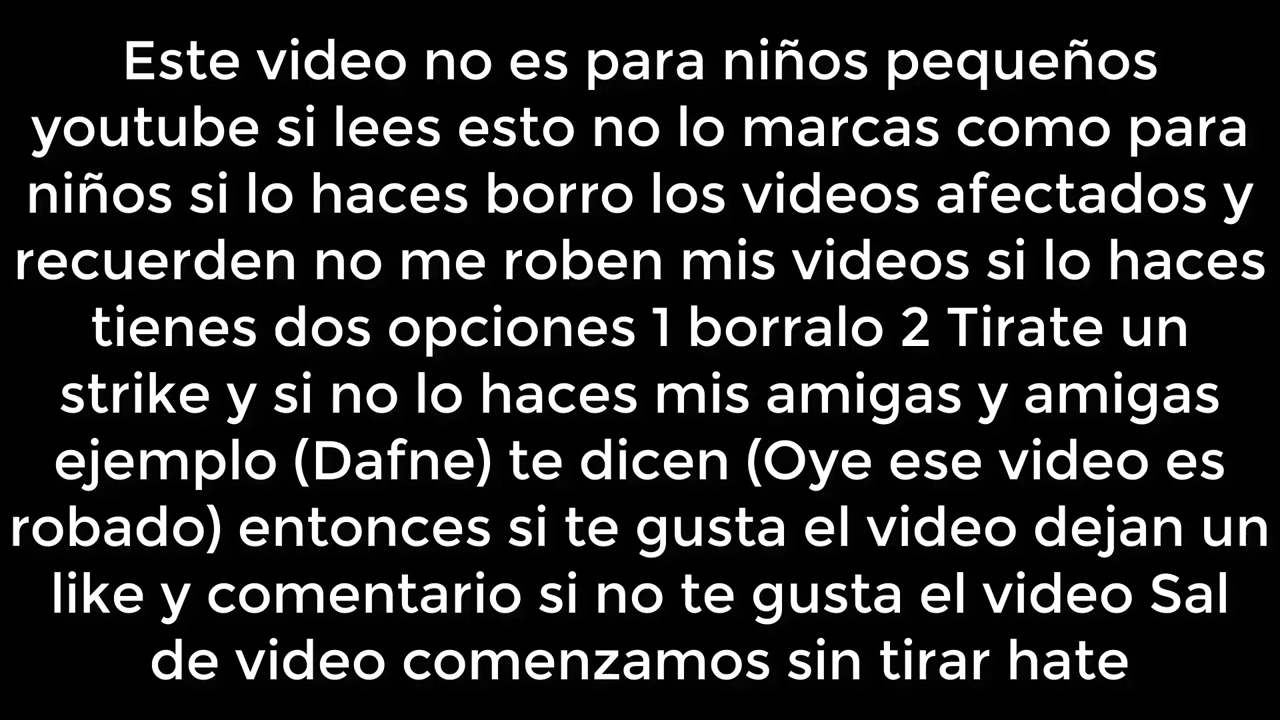 Este video no es para niños pequeños
youtube si lees esto no lo marcas como para
niños si lo haces borro los videos afectados y
recuerden no me roben mis videos si lo haces
tienes dos opciones 1 borralo 2 Tirate un
strike y si no lo haces mis amigas y amigas
ejemplo (Dafne) te dicen (Oye ese video es
robado) entonces si te gusta el video dejan un
like y comentario si no te gusta el video Sal
de video comenzamos sin tirar hate